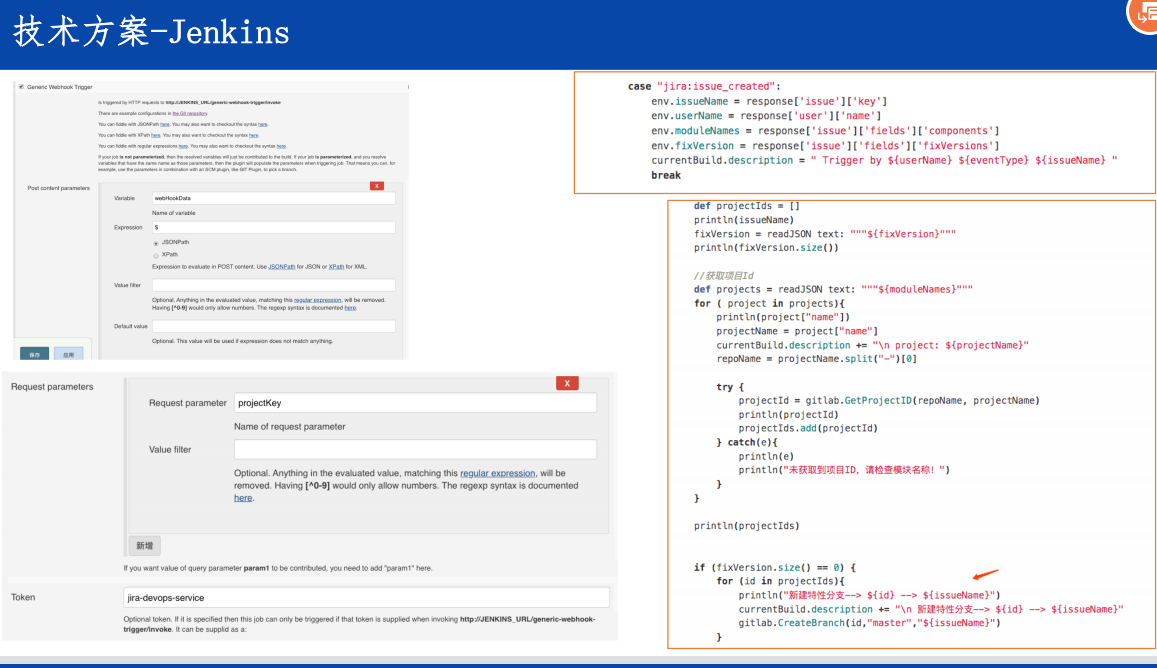 技术方案-Jenkins
Generic Webhook Trigger
Is triggered by HTTP requests to http://JENKINS_URL/generic-webhook-trigger/invoke
There are example configurations in the Git repository.
You can fiddle with JSONPath here. You may also want to checkout the syntax here.
You can fiddle with XPath here. You may also want to checkout the syntax here.
You can fiddle with regular expressions here. You may also want to checkout the syntax here.
If your job is not parameterized, then the resolved variables will just be contributed to the build. If your job is parameterized, and you resolve
variables that have the same name as those parameters, then the plugin will populate the parameters when triggering job. That means you can, for
example, use the parameters in combination with an SCM plugin, like GIT Plugin, to pick a branch.
Post content parameters
X
Variable
webHookData
Name of variable
Expression
$
JSONPath
XPath
Expression to evaluate in POST content. Use JSONPath for JSON or XPath for XML.
Value filter
Optional. Anything in the evaluated value, matching this regular expression, will be removed.
Having [^0-9] would only allow numbers. The regexp syntax is documented here.
Default value
Optional. This value will be used if expression does not match anything.
保存
应用
Request parameters
X
Request parameter
projectKey
Name of request parameter
Value filter
Optional. Anything in the evaluated value, matching this regular expression, will be
removed. Having [^0-9] would only allow numbers. The regexp syntax is documented
here.
新增
If you want value of query parameter param1 to be contributed, you need to add "param1" here.
Token
jira-devops-service
Optional token. If it is specified then this job can only be triggered if that token is supplied when invoking http://JENKINS_URL/generic-webhook-
trigger/invoke. It can be supplid as a:
case "jira:issue_created":
env.issueName = response['issue']['key']
env.userName = response['user']['name']
env.moduleNames = response['issue']['fields']['components']
env.fixVersion = response['issue']['fields']['fixVersions']
currentBuild.description = " Trigger by ${userName} ${eventType} ${issueName} "
break
def projectIds = []
println(issueName)
fixVersion = readJSON text: """${fixVersion}"""
println(fixVersion.size())
//获取项目Id
def projects = readJSON text: """${moduleNames}"""
for ( project in projects){
println(project["name"])
projectName = project["name"]
currentBuild.description += "\n project: ${projectName}"
repoName = projectName.split("-")[0]
try {
projectId = gitlab.GetProjectID(repoName, projectName)
println(projectId)
projectIds.add(projectId)
} catch(e){
println(e)
println("未获取到项目ID，请检查模块名称！")
}
}
println(projectIds)
if (fixVersion.size() == 0) {
for (id in projectIds){
println("新建特性分支--> ${id} --> ${issueName}")
currentBuild.description += "\n 新建特性分支--> ${id} --> ${issueName}"
gitlab.CreateBranch(id,"master","${issueName}")
}